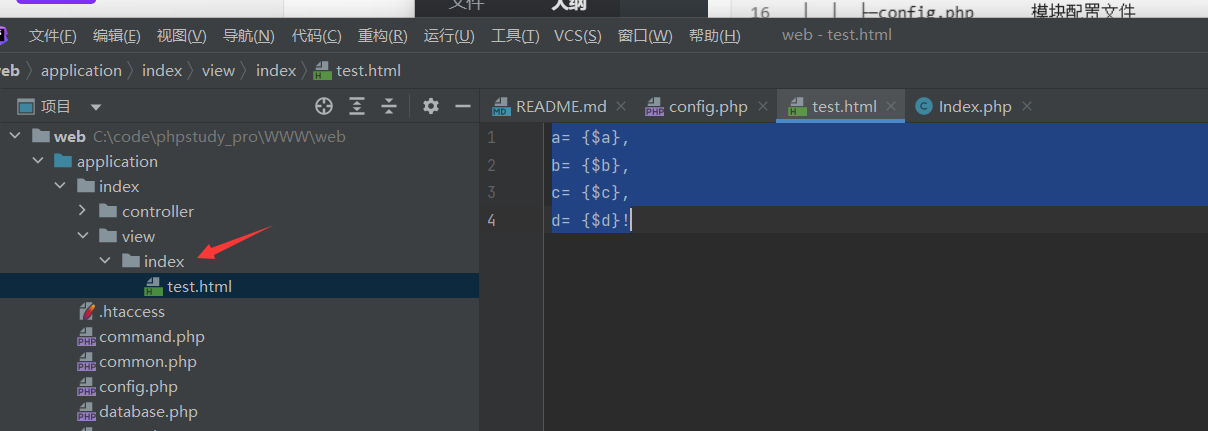 文件 大纲
16 │ │ ├─config.php 模块配置文件
文件(F) 编辑(E) 视图(V) 导航(N) 代码(C) 重构(R) 运行(U) 工具(T) VCS(S) 窗口(W) 帮助(H) web - test.html
eb 〉 application 〉 index 〉 view 〉 index 〉 test.html
项目
README.md × config.php × test.html × Index.php ×
web C:\code\phpstudy_pro\WWW\web
application
index
controller
view
index
test.html
.htaccess
command.php
common.php
config.php
database.php
1 a= {$a},
2 b= {$b},
3 c= {$c},
4 d= {$d}!